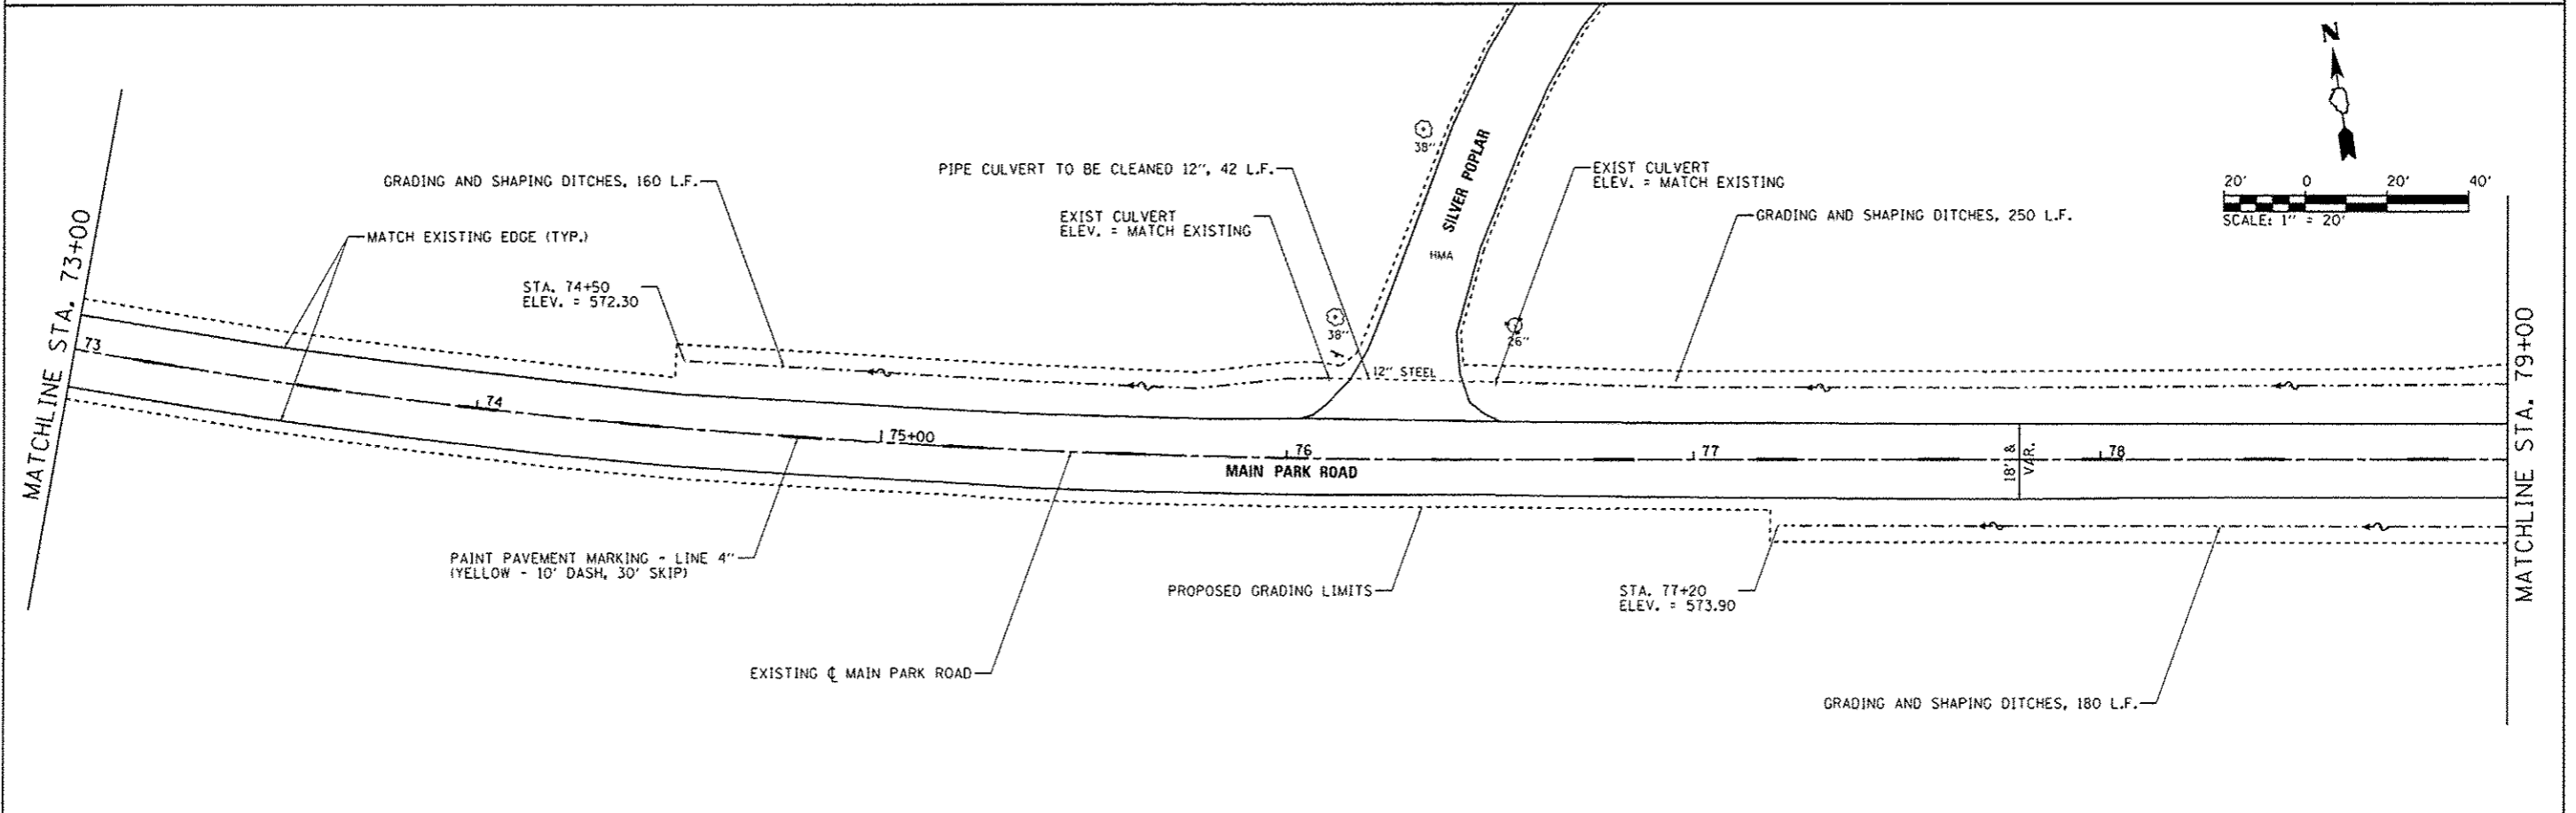 N
20' 0 20' 40'
SCALE: 1" = 20'
MATCHLINE STA. 73+00
GRADING AND SHAPING DITCHES, 160 L.F.
MATCH EXISTING EDGE (TYP.)
STA. 74+50
ELEV. = 572.30
PIPE CULVERT TO BE CLEANED 12", 42 L.F.
EXIST CULVERT
ELEV. = MATCH EXISTING
38"
SILVER POPLAR
HMA
38"
EXIST CULVERT
ELEV. = MATCH EXISTING
GRADING AND SHAPING DITCHES, 250 L.F.
26"
12" STEEL
73
74
75+00
76
77
78
MAIN PARK ROAD
18' &
VAR.
MATCHLINE STA. 79+00
PAINT PAVEMENT MARKING - LINE 4"
(YELLOW - 10' DASH, 30' SKIP)
PROPOSED GRADING LIMITS
STA. 77+20
ELEV. = 573.90
EXISTING ℄ MAIN PARK ROAD
GRADING AND SHAPING DITCHES, 180 L.F.